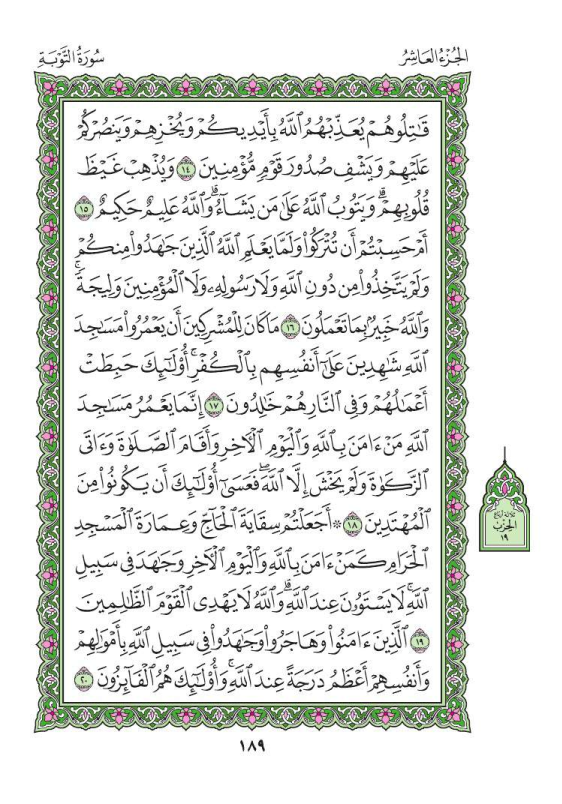 الجُزْءُ العَاشِرُ
سُورَةُ التَّوْبَةِ
قَٰتِلُوهُمْ يُعَذِّبْهُمُ ٱللَّهُ بِأَيْدِيكُمْ وَيُخْزِهِمْ وَيَنصُرْكُمْ
عَلَيْهِمْ وَيَشْفِ صُدُورَ قَوْمٍ مُّؤْمِنِينَ ١٤ وَيُذْهِبْ غَيْظَ
قُلُوبِهِمْۗ وَيَتُوبُ ٱللَّهُ عَلَىٰ مَن يَشَآءُۗ وَٱللَّهُ عَلِيمٌ حَكِيمٌ ١٥
أَمْ حَسِبْتُمْ أَن تُتْرَكُوا۟ وَلَمَّا يَعْلَمِ ٱللَّهُ ٱلَّذِينَ جَٰهَدُوا۟ مِنكُمْ
وَلَمْ يَتَّخِذُوا۟ مِن دُونِ ٱللَّهِ وَلَا رَسُولِهِۦ وَلَا ٱلْمُؤْمِنِينَ وَلِيجَةًۚ
وَٱللَّهُ خَبِيرٌۢ بِمَا تَعْمَلُونَ ١٦ مَا كَانَ لِلْمُشْرِكِينَ أَن يَعْمُرُوا۟ مَسَٰجِدَ
ٱللَّهِ شَٰهِدِينَ عَلَىٰٓ أَنفُسِهِم بِٱلْكُفْرِۚ أُو۟لَٰٓئِكَ حَبِطَتْ
أَعْمَٰلُهُمْ وَفِى ٱلنَّارِ هُمْ خَٰلِدُونَ ١٧ إِنَّمَا يَعْمُرُ مَسَٰجِدَ
ٱللَّهِ مَنْ ءَامَنَ بِٱللَّهِ وَٱلْيَوْمِ ٱلْءَاخِرِ وَأَقَامَ ٱلصَّلَوٰةَ وَءَاتَى
ٱلزَّكَوٰةَ وَلَمْ يَخْشَ إِلَّا ٱللَّهَۖ فَعَسَىٰٓ أُو۟لَٰٓئِكَ أَن يَكُونُوا۟ مِنَ
ٱلْمُهْتَدِينَ ١٨ ۞ أَجَعَلْتُمْ سِقَايَةَ ٱلْحَآجِّ وَعِمَارَةَ ٱلْمَسْجِدِ
ٱلْحَرَامِ كَمَنْ ءَامَنَ بِٱللَّهِ وَٱلْيَوْمِ ٱلْءَاخِرِ وَجَٰهَدَ فِى سَبِيلِ
ٱللَّهِۚ لَا يَسْتَوُۥنَ عِندَ ٱللَّهِۗ وَٱللَّهُ لَا يَهْدِى ٱلْقَوْمَ ٱلظَّٰلِمِينَ
١٩ ٱلَّذِينَ ءَامَنُوا۟ وَهَاجَرُوا۟ وَجَٰهَدُوا۟ فِى سَبِيلِ ٱللَّهِ بِأَمْوَٰلِهِمْ
وَأَنفُسِهِمْ أَعْظَمُ دَرَجَةً عِندَ ٱللَّهِۚ وَأُو۟لَٰٓئِكَ هُمُ ٱلْفَآئِزُونَ ٢٠
الحِزْبُ
١٩
١٨٩